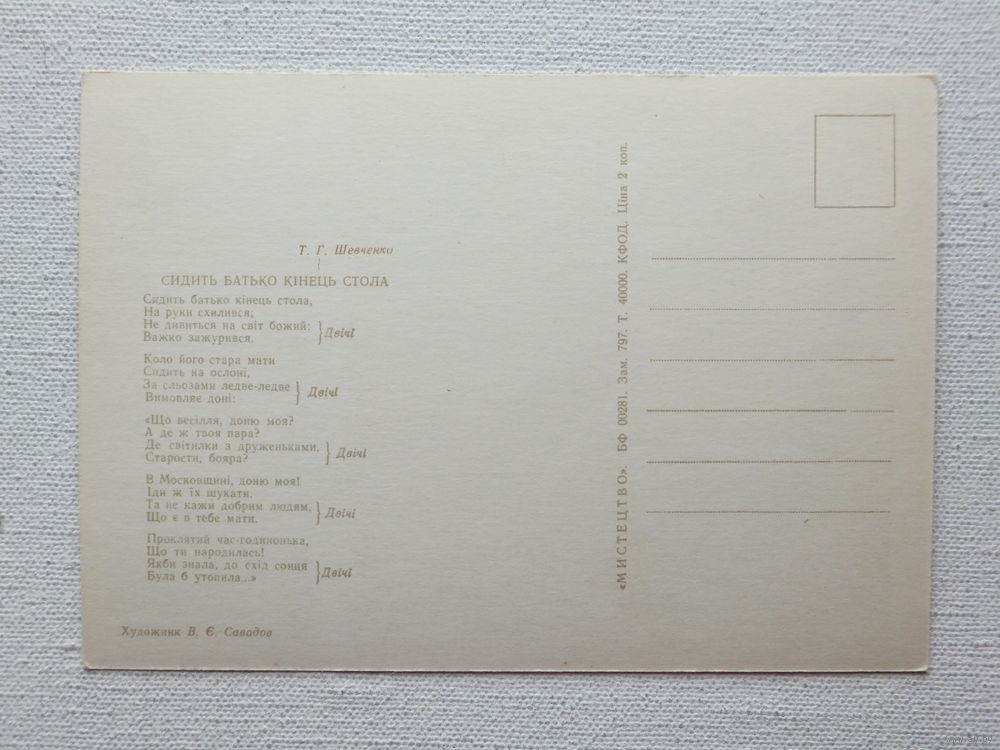 Т. Г. Шевченко
СИДИТЬ БАТЬКО КІНЕЦЬ СТОЛА
Сидить батько кінець стола,
На руки схилився;
Не дивиться на світ божий:
Важко зажурився.
Двічі
Коло його стара мати
Сидить на ослоні,
За сльозами ледве-ледве
Вимовляє доні:
Двічі
«Що весілля, доню моя?
А де ж твоя пара?
Де світилки з друженьками,
Старости, бояра?
Двічі
В Московщині, доню моя!
Іди ж їх шукати,
Та не кажи добрим людям,
Що є в тебе мати.
Двічі
Проклятий час-годинонька,
Що ти народилась!
Якби знала, до схід сонця
Була б утопила...»
Двічі
Художник В. Є. Савадов
«МИСТЕЦТВО». БФ 00281. Зам. 797. Т. 40000. КФОД. Ціна 2 коп.